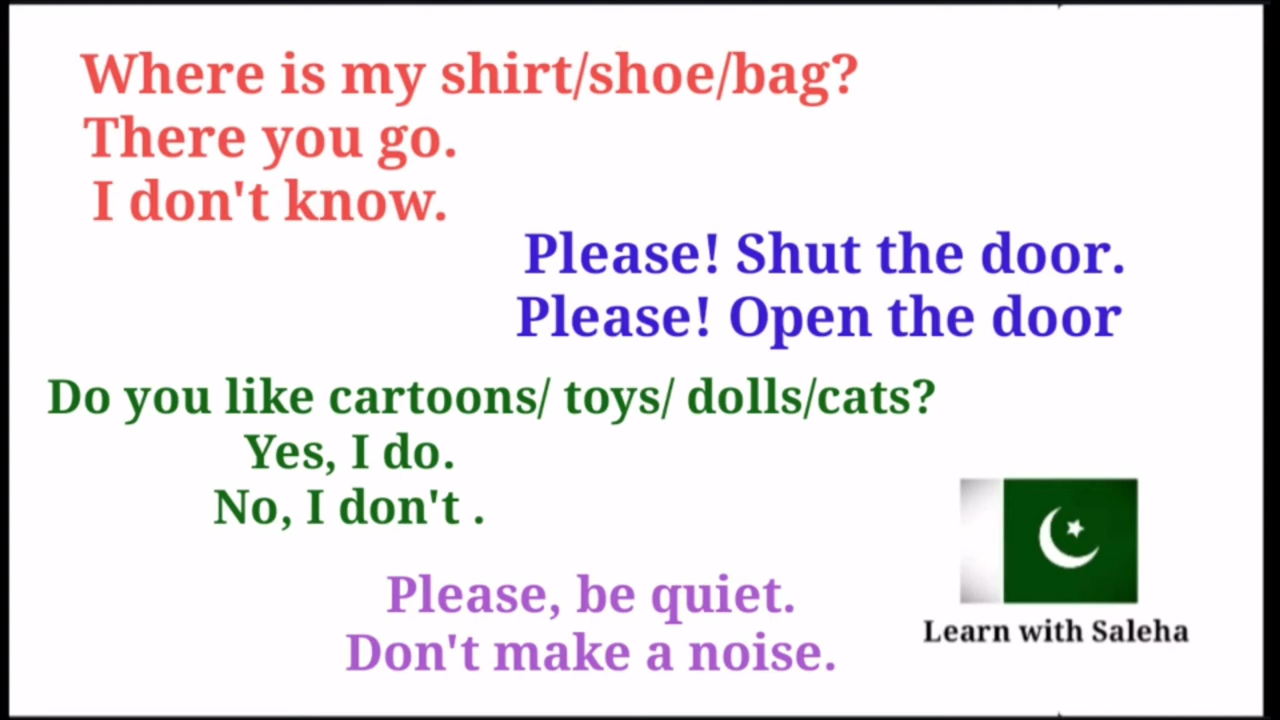 Where is my shirt/shoe/bag?
There you go.
I don't know.
Please! Shut the door.
Please! Open the door
Do you like cartoons/ toys/ dolls/cats?
Yes, I do.
No, I don't .
Please, be quiet.
Don't make a noise.
Learn with Saleha